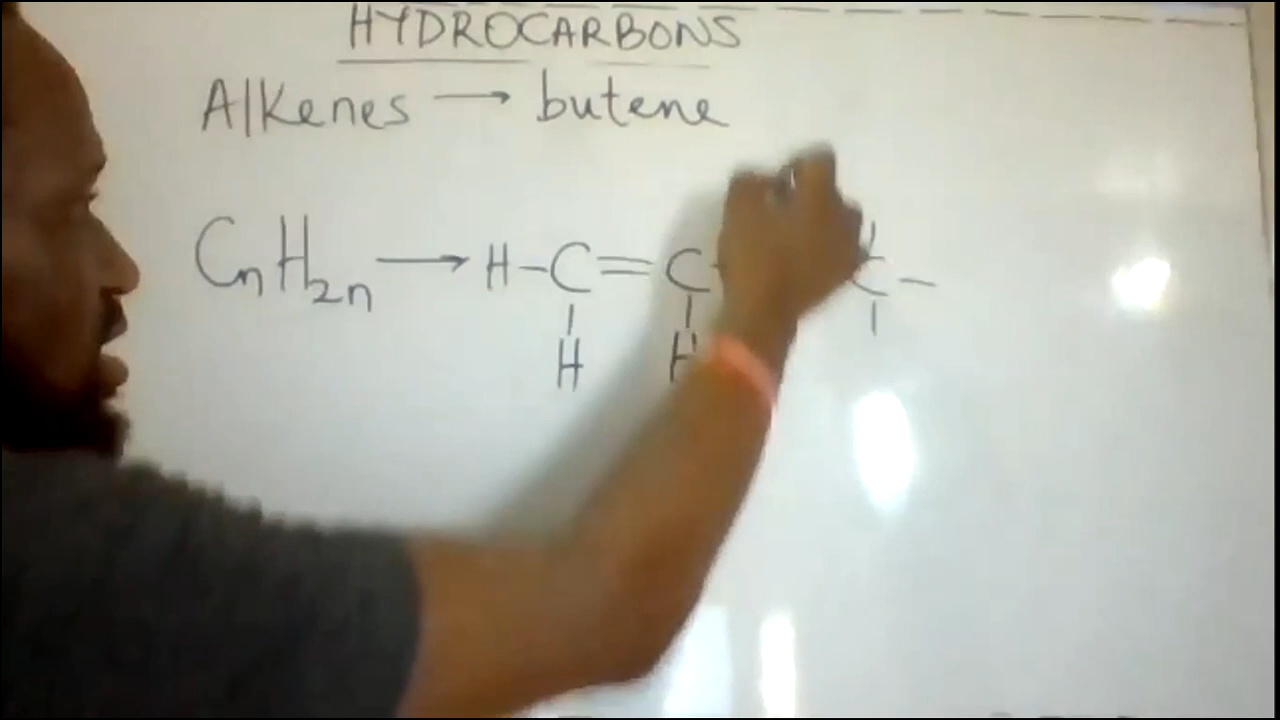 HYDROCARBONS
Alkenes → butene
CnH2n → H-C=C C-
H H